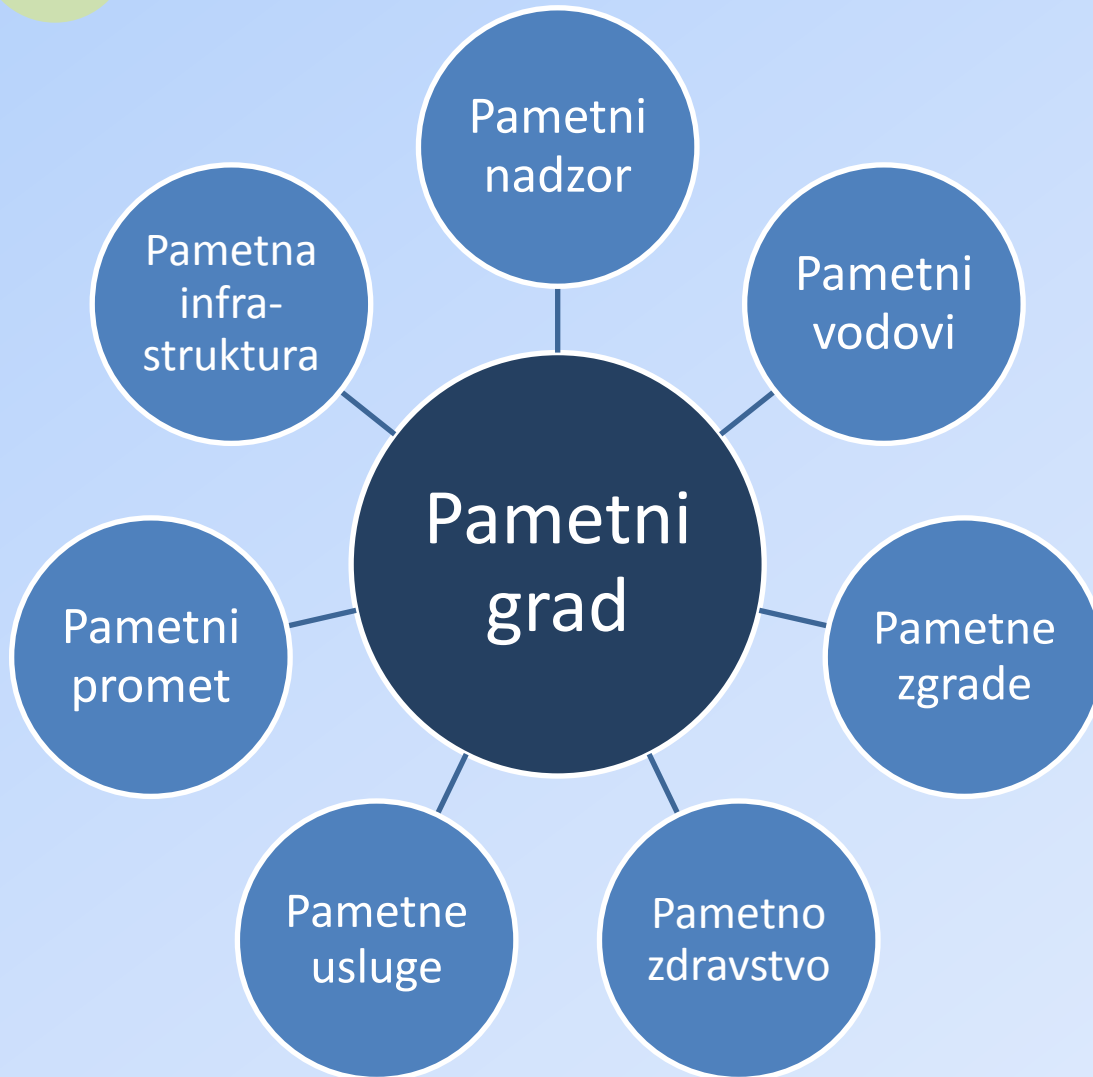 Pametni
nadzor
Pametni
vodovi
Pametne
zgrade
Pametno
zdravstvo
Pametne
usluge
Pametni
promet
Pametna
infra-
struktura
Pametni
grad